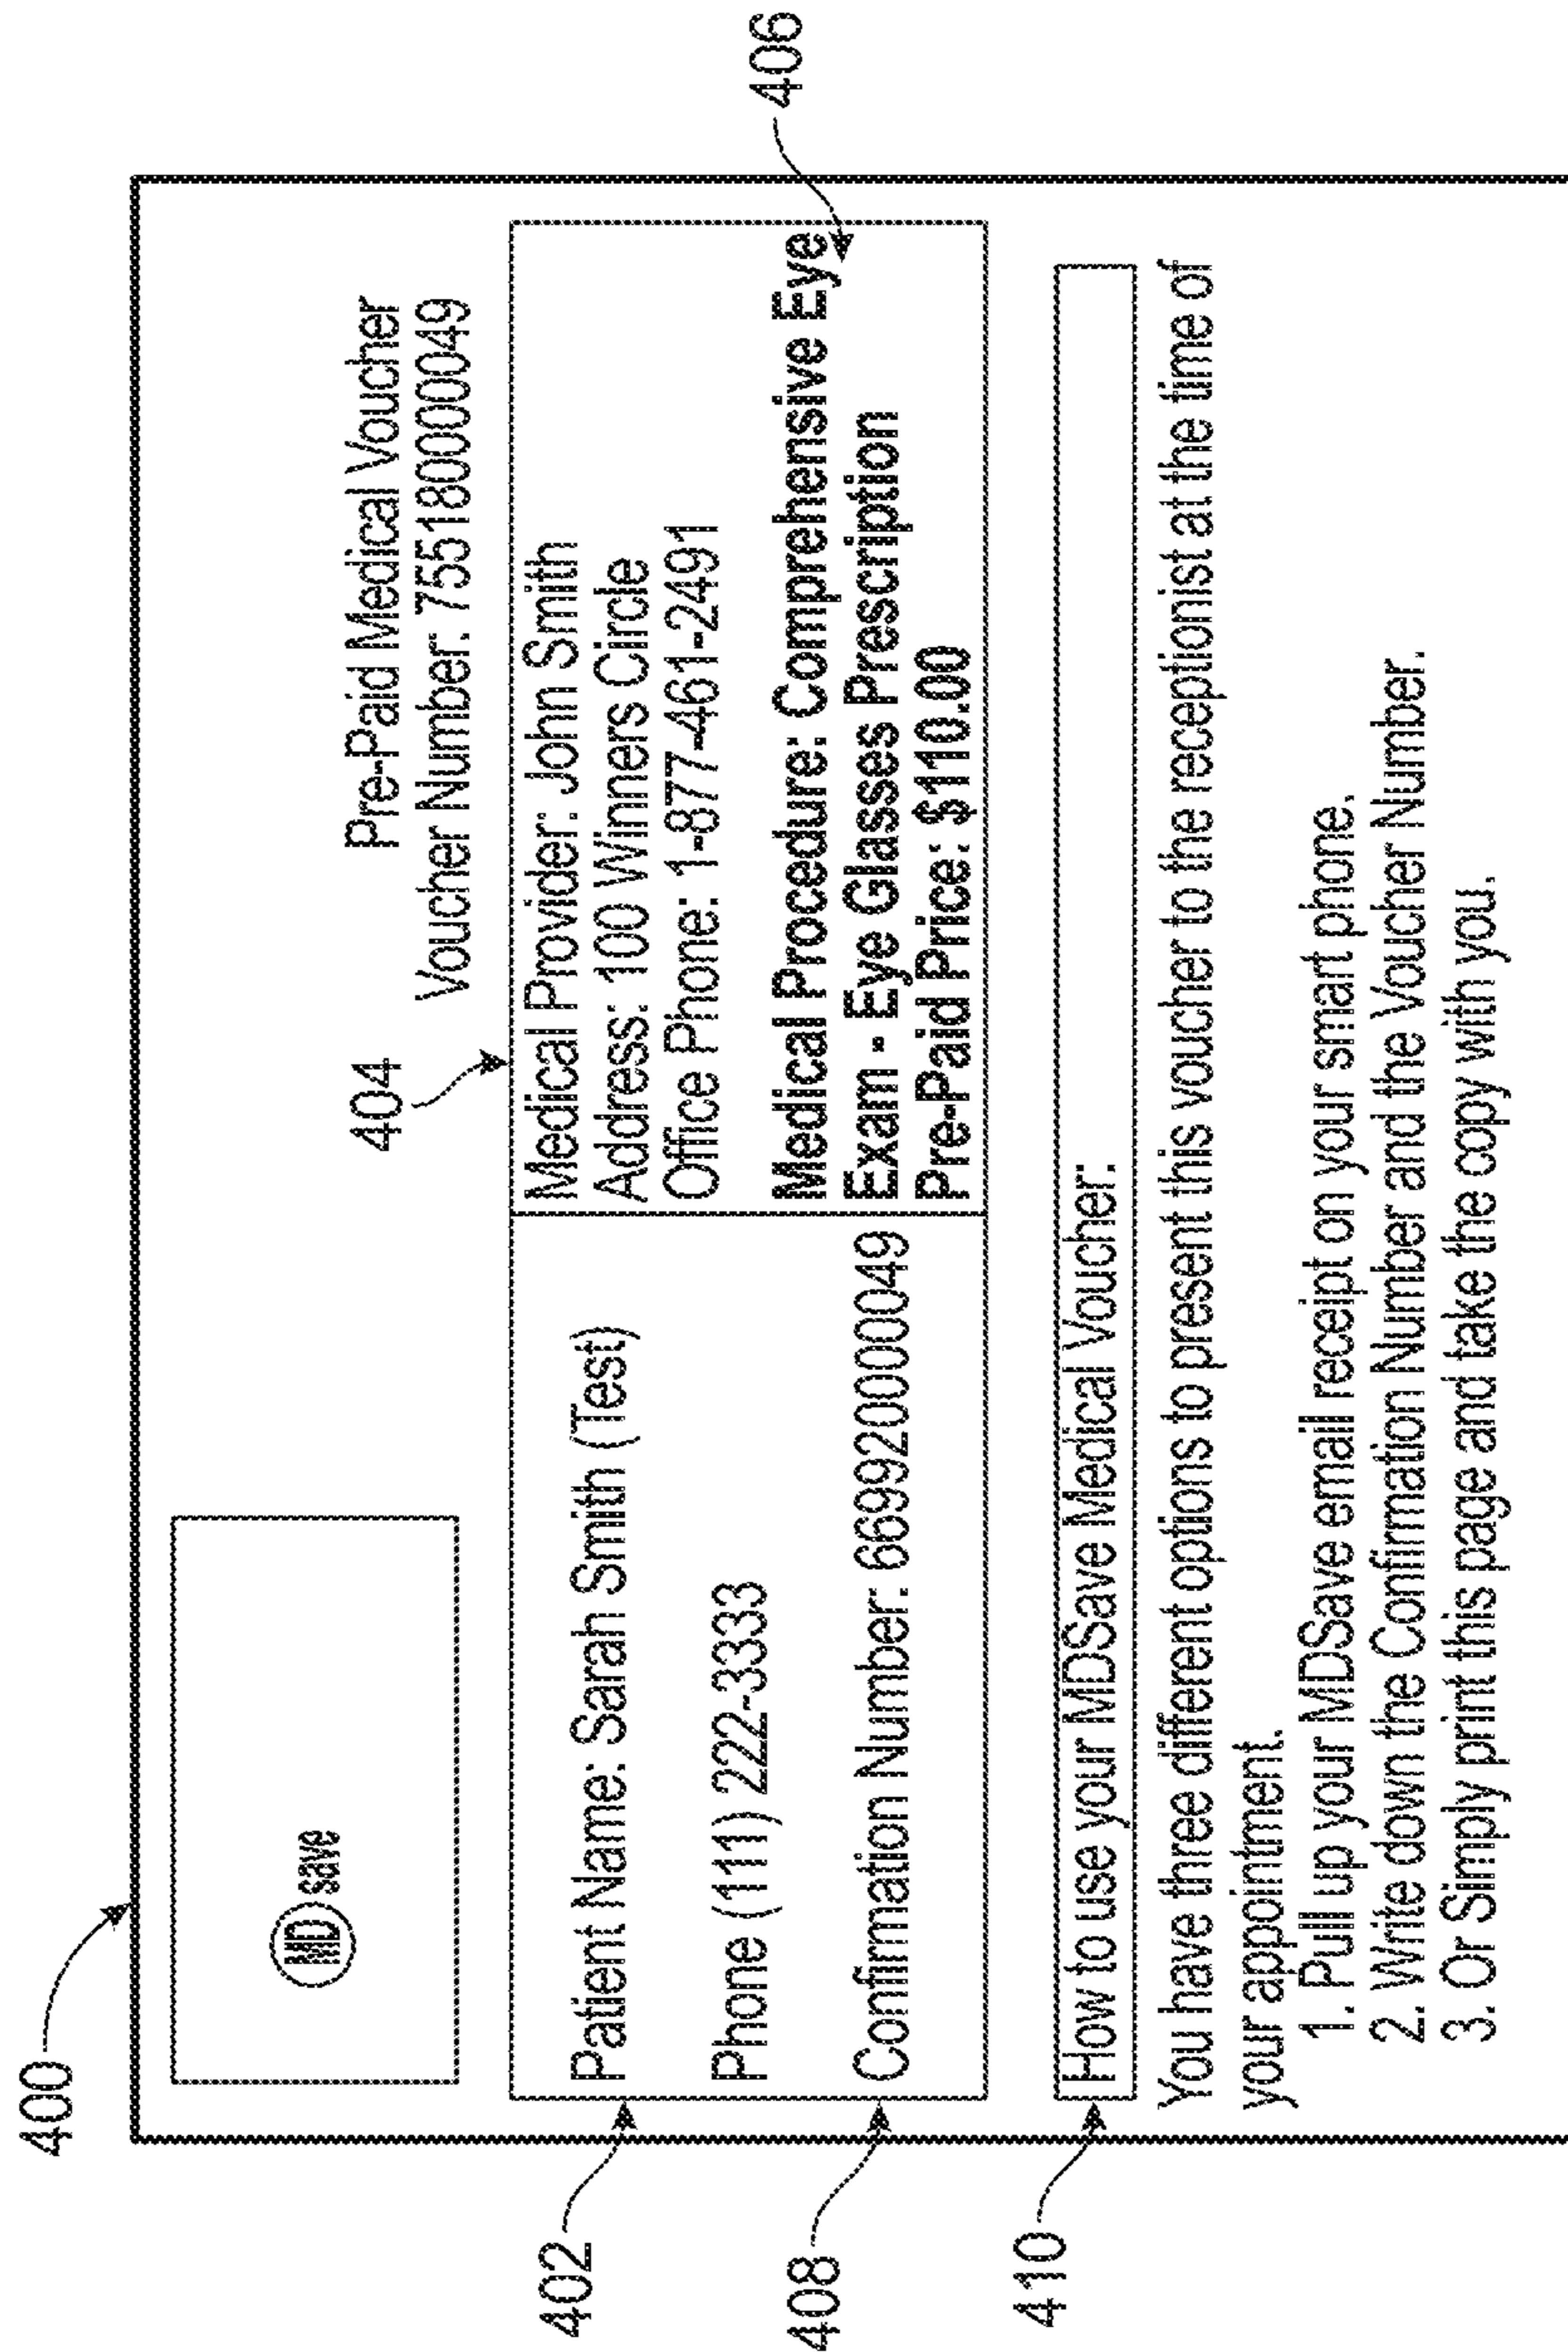 400
MD save
404
Pre-Paid Medical Voucher
Voucher Number: 75518000049
402
Patient Name: Sarah Smith (Test)
Phone (111) 222-3333
408
Confirmation Number: 66992000049
Medical Provider: John Smith
Address: 100 Winners Circle
Office Phone: 1-877-461-2491
Medical Procedure: Comprehensive Eye
Exam - Eye Glasses Prescription
Pre-Paid Price: $110.00
406
410
How to use your MDSave Medical Voucher:
You have three different options to present this voucher to the receptionist at the time of
your appointment.
1. Pull up your MDSave email receipt on your smart phone.
2. Write down the Confirmation Number and the Voucher Number.
3. Or Simply print this page and take the copy with you.